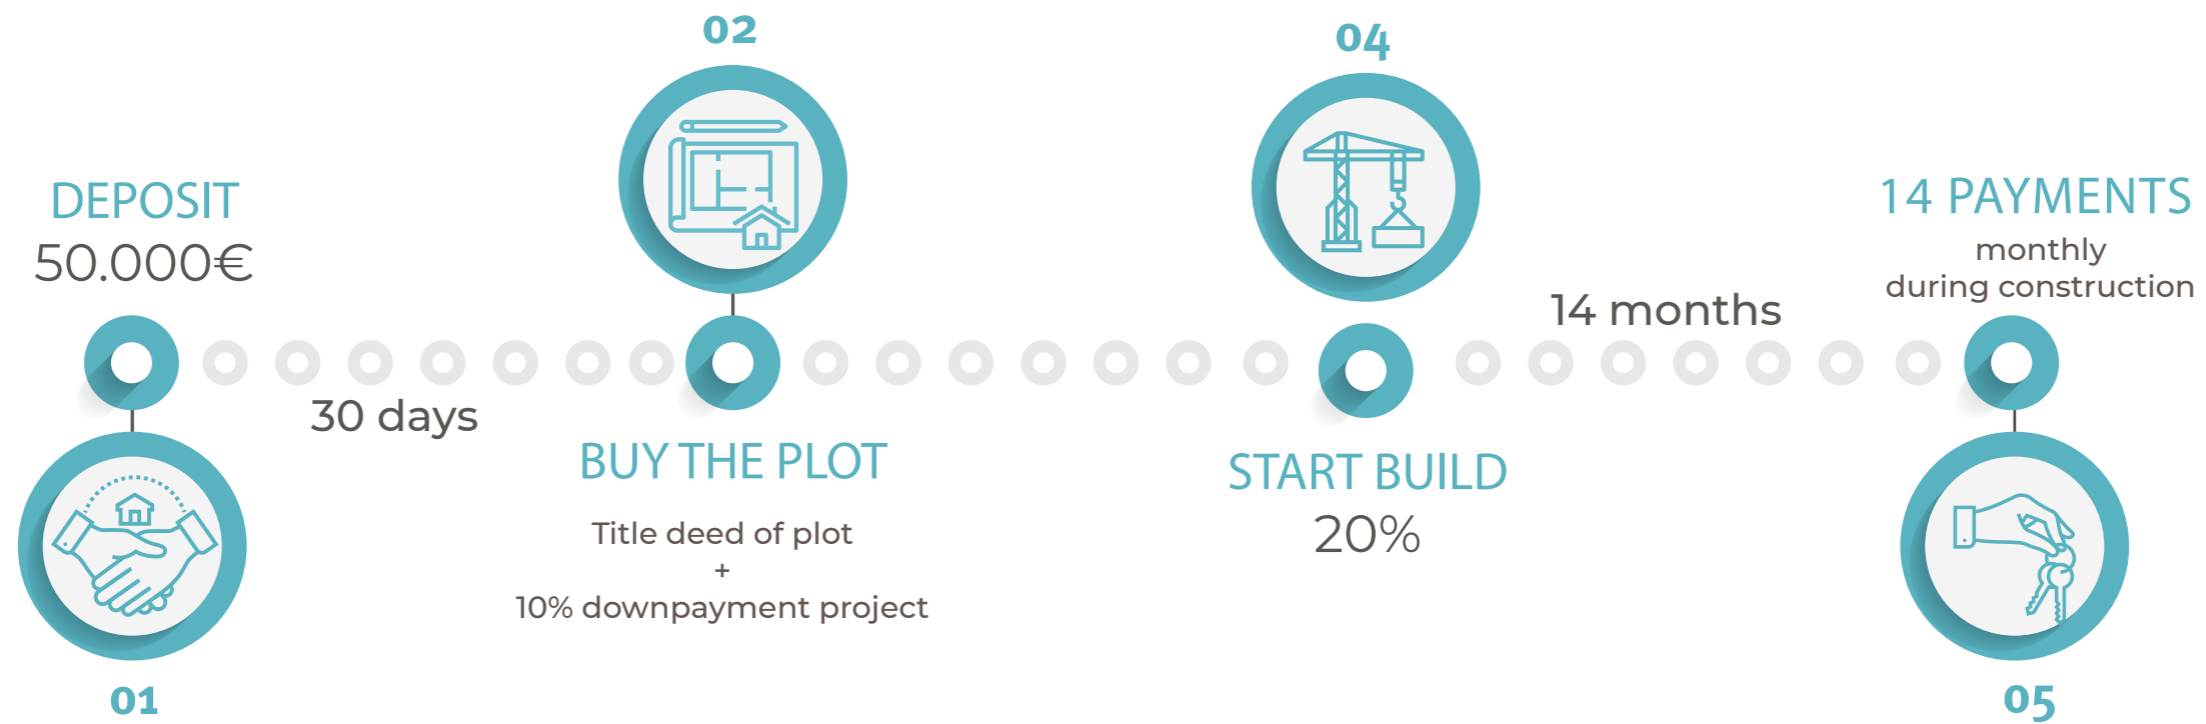 DEPOSIT
50.000€
01
30 days
02
BUY THE PLOT
Title deed of plot
+
10% downpayment project
04
START BUILD
20%
14 months
14 PAYMENTS
monthly
during construction
05